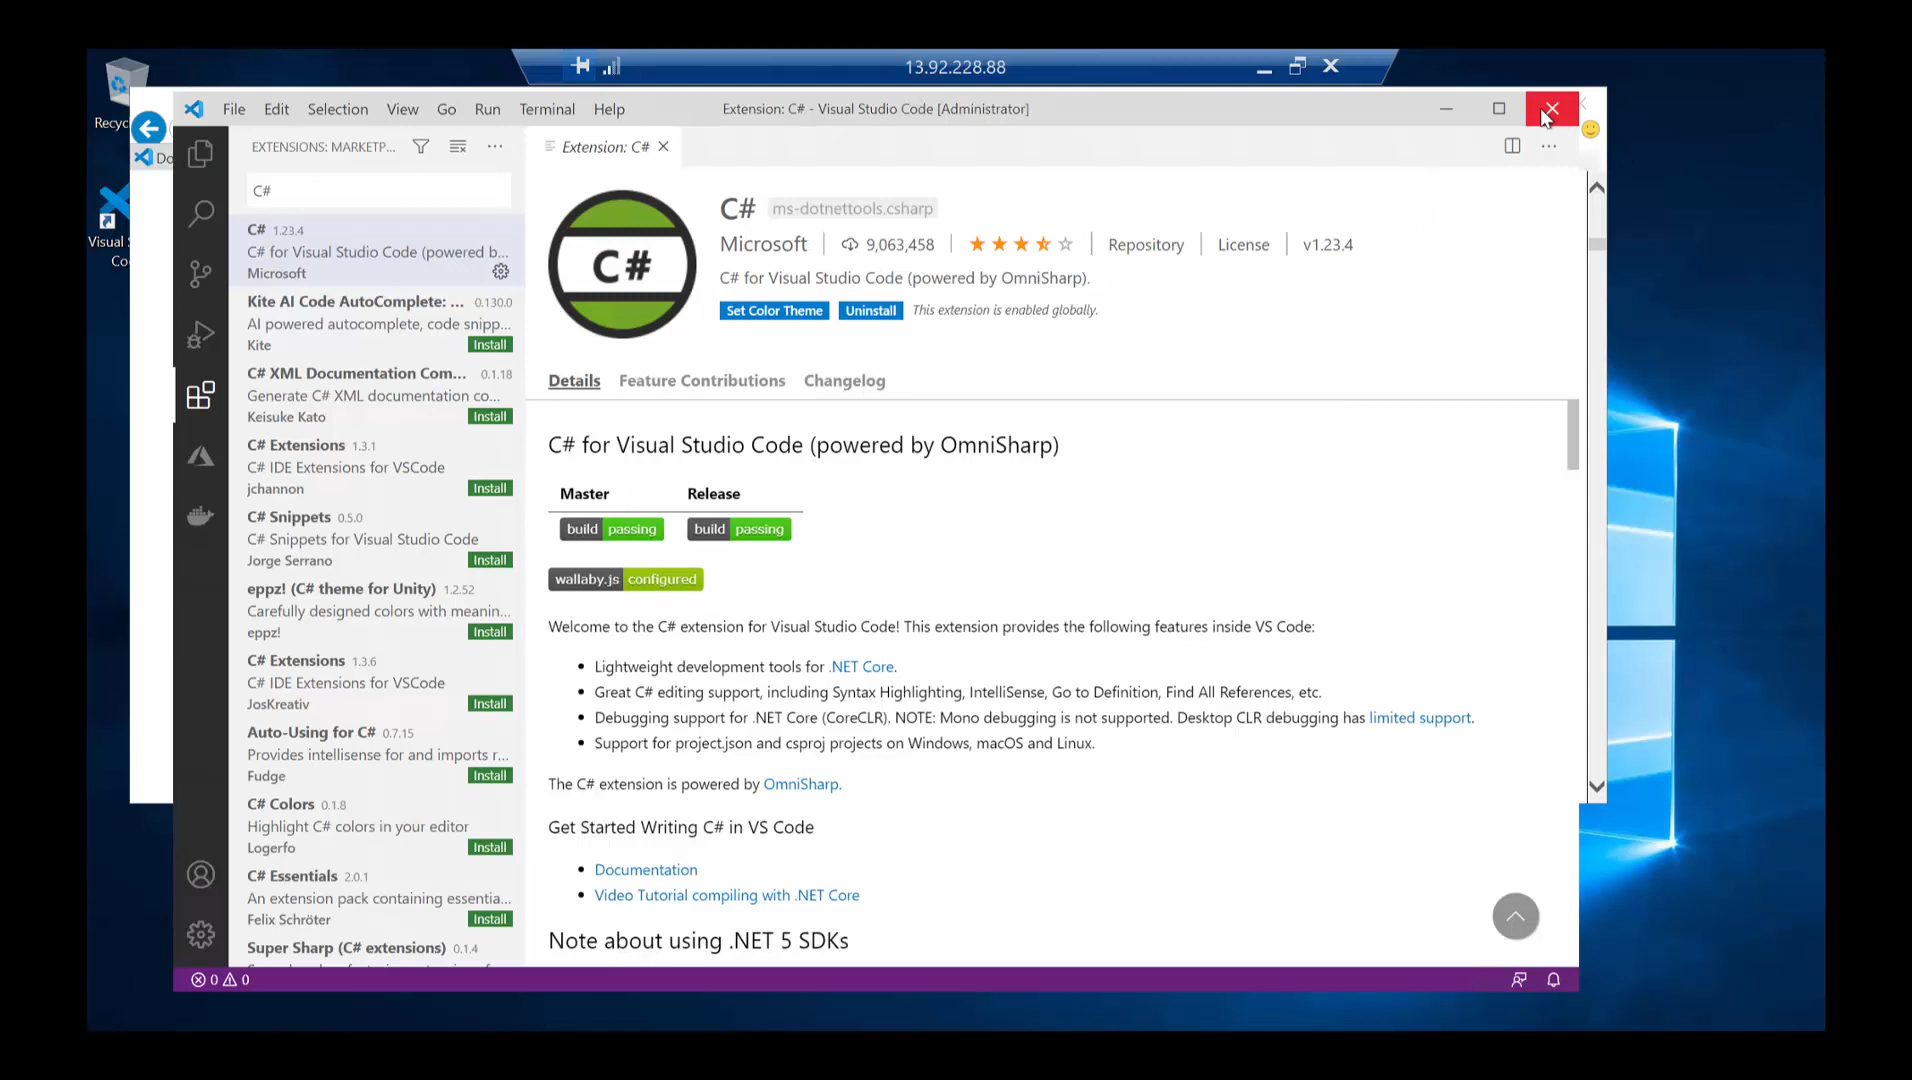 13.92.228.88
Recyc
File Edit Selection View Go Run Terminal Help
Extension: C# - Visual Studio Code [Administrator]
Do
Visual
Co
EXTENSIONS: MARKETP...
C#
C# 1.23.4
C# for Visual Studio Code (powered b...
Microsoft
Kite AI Code AutoComplete: ... 0.130.0
AI powered autocomplete, code snipp...
Kite Install
C# XML Documentation Com... 0.1.18
Generate C# XML documentation co...
Keisuke Kato Install
C# Extensions 1.3.1
C# IDE Extensions for VSCode
jchannon Install
C# Snippets 0.5.0
C# Snippets for Visual Studio Code
Jorge Serrano Install
eppz! (C# theme for Unity) 1.2.52
Carefully designed colors with meanin...
eppz! Install
C# Extensions 1.3.6
C# IDE Extensions for VSCode
JosKreativ Install
Auto-Using for C# 0.7.15
Provides intellisense for and imports r...
Fudge Install
C# Colors 0.1.8
Highlight C# colors in your editor
Logerfo Install
C# Essentials 2.0.1
An extension pack containing essentia...
Felix Schröter Install
Super Sharp (C# extensions) 0.1.4
0 0
Extension: C#
C#
C# ms-dotnettools.csharp
Microsoft 9,063,458 Repository License v1.23.4
C# for Visual Studio Code (powered by OmniSharp).
Set Color Theme Uninstall This extension is enabled globally.
Details Feature Contributions Changelog
C# for Visual Studio Code (powered by OmniSharp)
Master Release
build passing build passing
wallaby.js configured
Welcome to the C# extension for Visual Studio Code! This extension provides the following features inside VS Code:
• Lightweight development tools for .NET Core.
• Great C# editing support, including Syntax Highlighting, IntelliSense, Go to Definition, Find All References, etc.
• Debugging support for .NET Core (CoreCLR). NOTE: Mono debugging is not supported. Desktop CLR debugging has limited support.
• Support for project.json and csproj projects on Windows, macOS and Linux.
The C# extension is powered by OmniSharp.
Get Started Writing C# in VS Code
• Documentation
• Video Tutorial compiling with .NET Core
Note about using .NET 5 SDKs